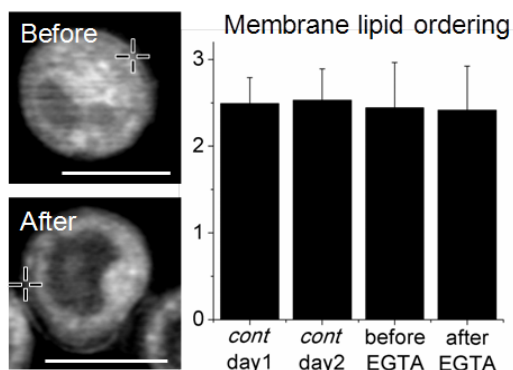 Before
After
Membrane lipid ordering
3
2
1
0
cont day1
cont day2
before EGTA
after EGTA